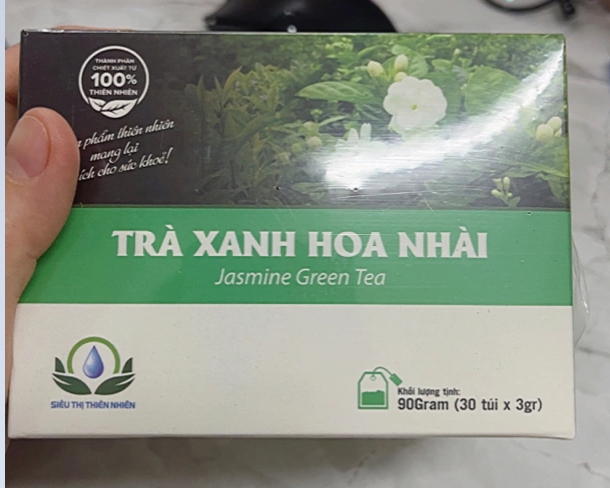 THÀNH PHẦN
CHIẾT XUẤT TỪ
100%
THIÊN NHIÊN
phẩm thiên nhiên
mang lại
ích cho sức khoẻ!
TRÀ XANH HOA NHÀI
Jasmine Green Tea
SIÊU THỊ THIÊN NHIÊN
Khối lượng tịnh:
90Gram (30 túi x 3gr)